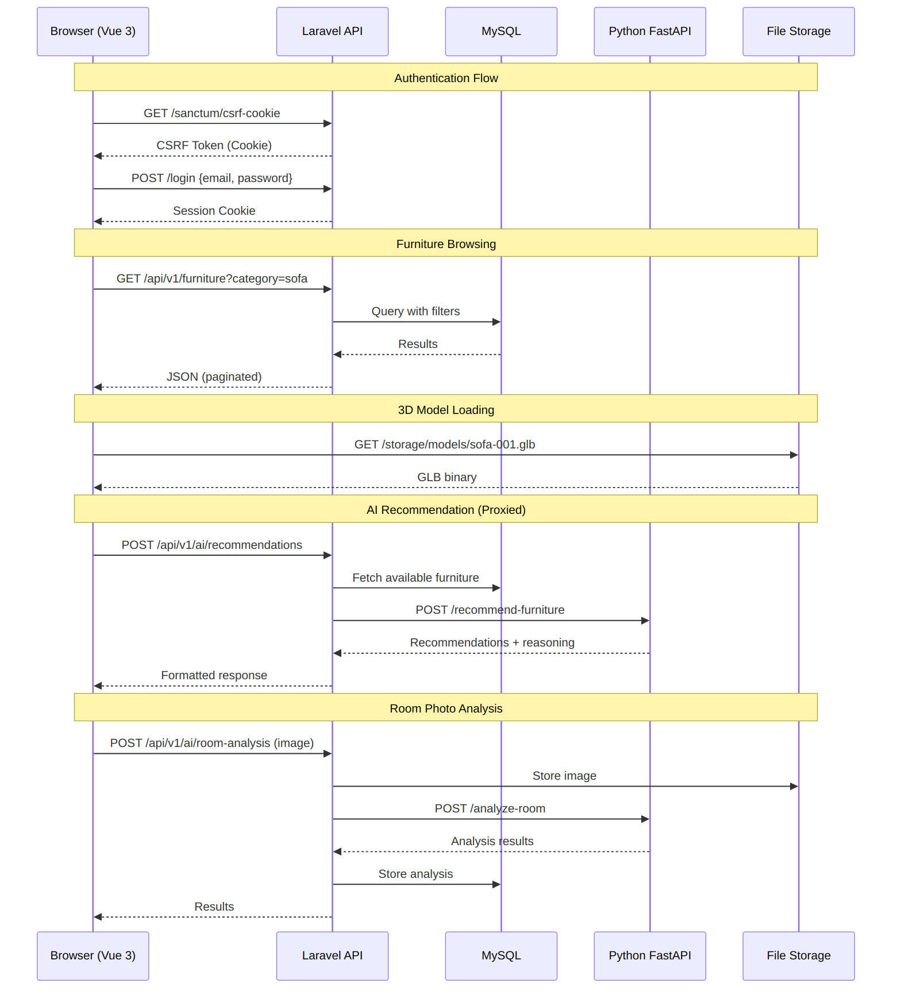 Browser (Vue 3)
Laravel API
MySQL
Python FastAPI
File Storage
Authentication Flow
GET /sanctum/csrf-cookie
CSRF Token (Cookie)
POST /login {email, password}
Session Cookie
Furniture Browsing
GET /api/v1/furniture?category=sofa
Query with filters
Results
JSON (paginated)
3D Model Loading
GET /storage/models/sofa-001.glb
GLB binary
AI Recommendation (Proxied)
POST /api/v1/ai/recommendations
Fetch available furniture
POST /recommend-furniture
Recommendations + reasoning
Formatted response
Room Photo Analysis
POST /api/v1/ai/room-analysis (image)
Store image
POST /analyze-room
Analysis results
Store analysis
Results
Browser (Vue 3)
Laravel API
MySQL
Python FastAPI
File Storage